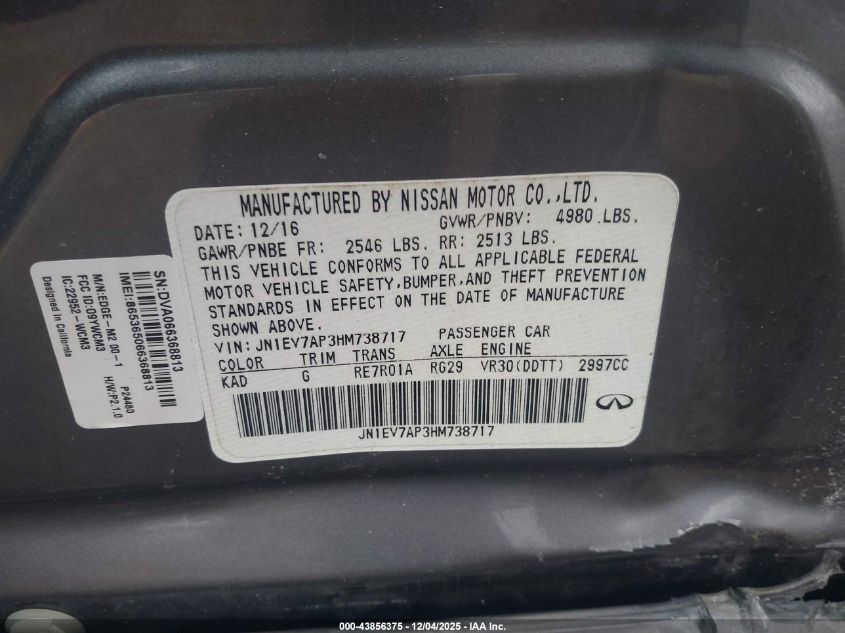 MANUFACTURED BY NISSAN MOTOR CO.,LTD.
DATE: 12/16 GVWR/PNBV: 4980 LBS.
GAWR/PNBE FR: 2546 LBS. RR: 2513 LBS.
THIS VEHICLE CONFORMS TO ALL APPLICABLE FEDERAL
MOTOR VEHICLE SAFETY,BUMPER,AND THEFT PREVENTION
STANDARDS IN EFFECT ON THE DATE OF MANUFACTURE
SHOWN ABOVE.
VIN: JN1EV7AP3HM738717 PASSENGER CAR
COLOR TRIM TRANS AXLE ENGINE
KAD G RE7R01A RG29 VR30(DDTT) 2997CC
JN1EV7AP3HM738717
SN:DVA066368813
IMEI:865365066368813
M/N:EDGE-M2 00-1 P24480
FCC ID:09YWCM3 H/W:P2.1.0
IC:22952-WCM3
Designed in California
000-43856375 - 12/04/2025 - IAA Inc.